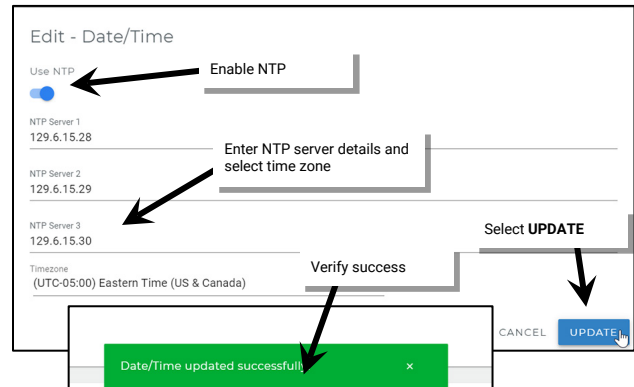 Edit - Date/Time
Use NTP
Enable NTP
NTP Server 1
129.6.15.28
Enter NTP server details and
select time zone
NTP Server 2
129.6.15.29
NTP Server 3
129.6.15.30
Select UPDATE
Timezone
(UTC-05:00) Eastern Time (US & Canada)
Verify success
CANCEL UPDATE
Date/Time updated successfully ×